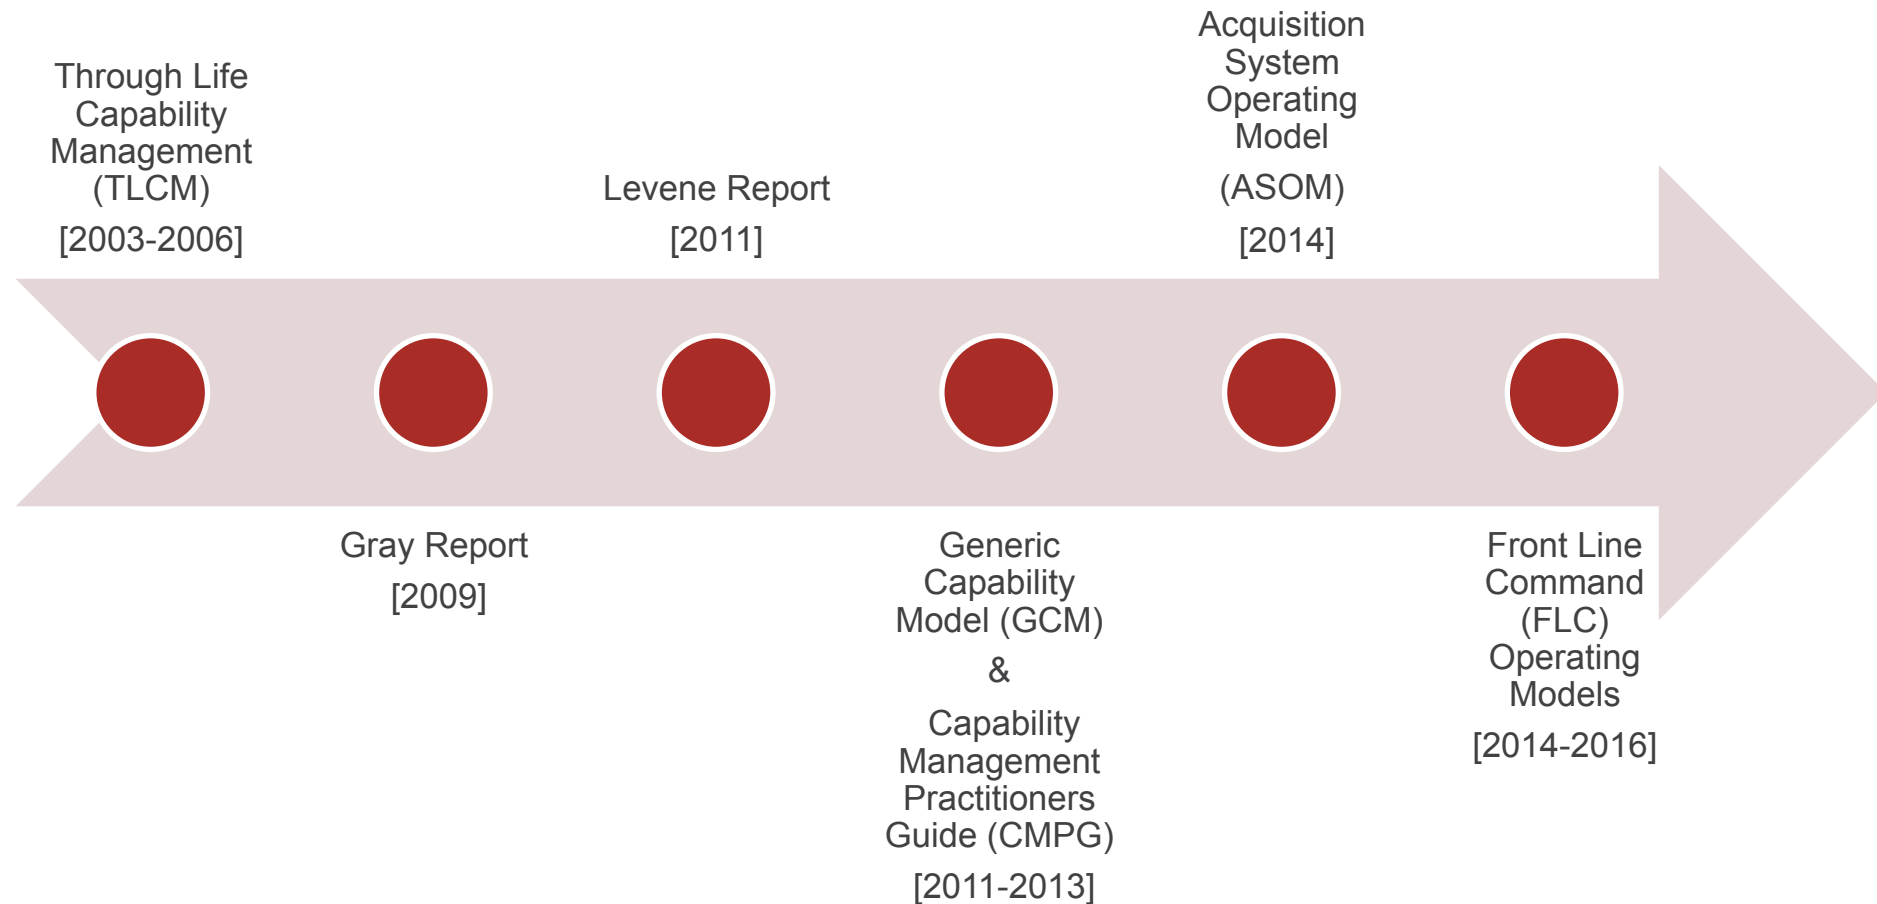 Through Life
Capability
Management
(TLCM)
[2003-2006]
Gray Report
[2009]
Levene Report
[2011]
Generic
Capability
Model (GCM)
&
Capability
Management
Practitioners
Guide (CMPG)
[2011-2013]
Acquisition
System
Operating
Model
(ASOM)
[2014]
Front Line
Command
(FLC)
Operating
Models
[2014-2016]